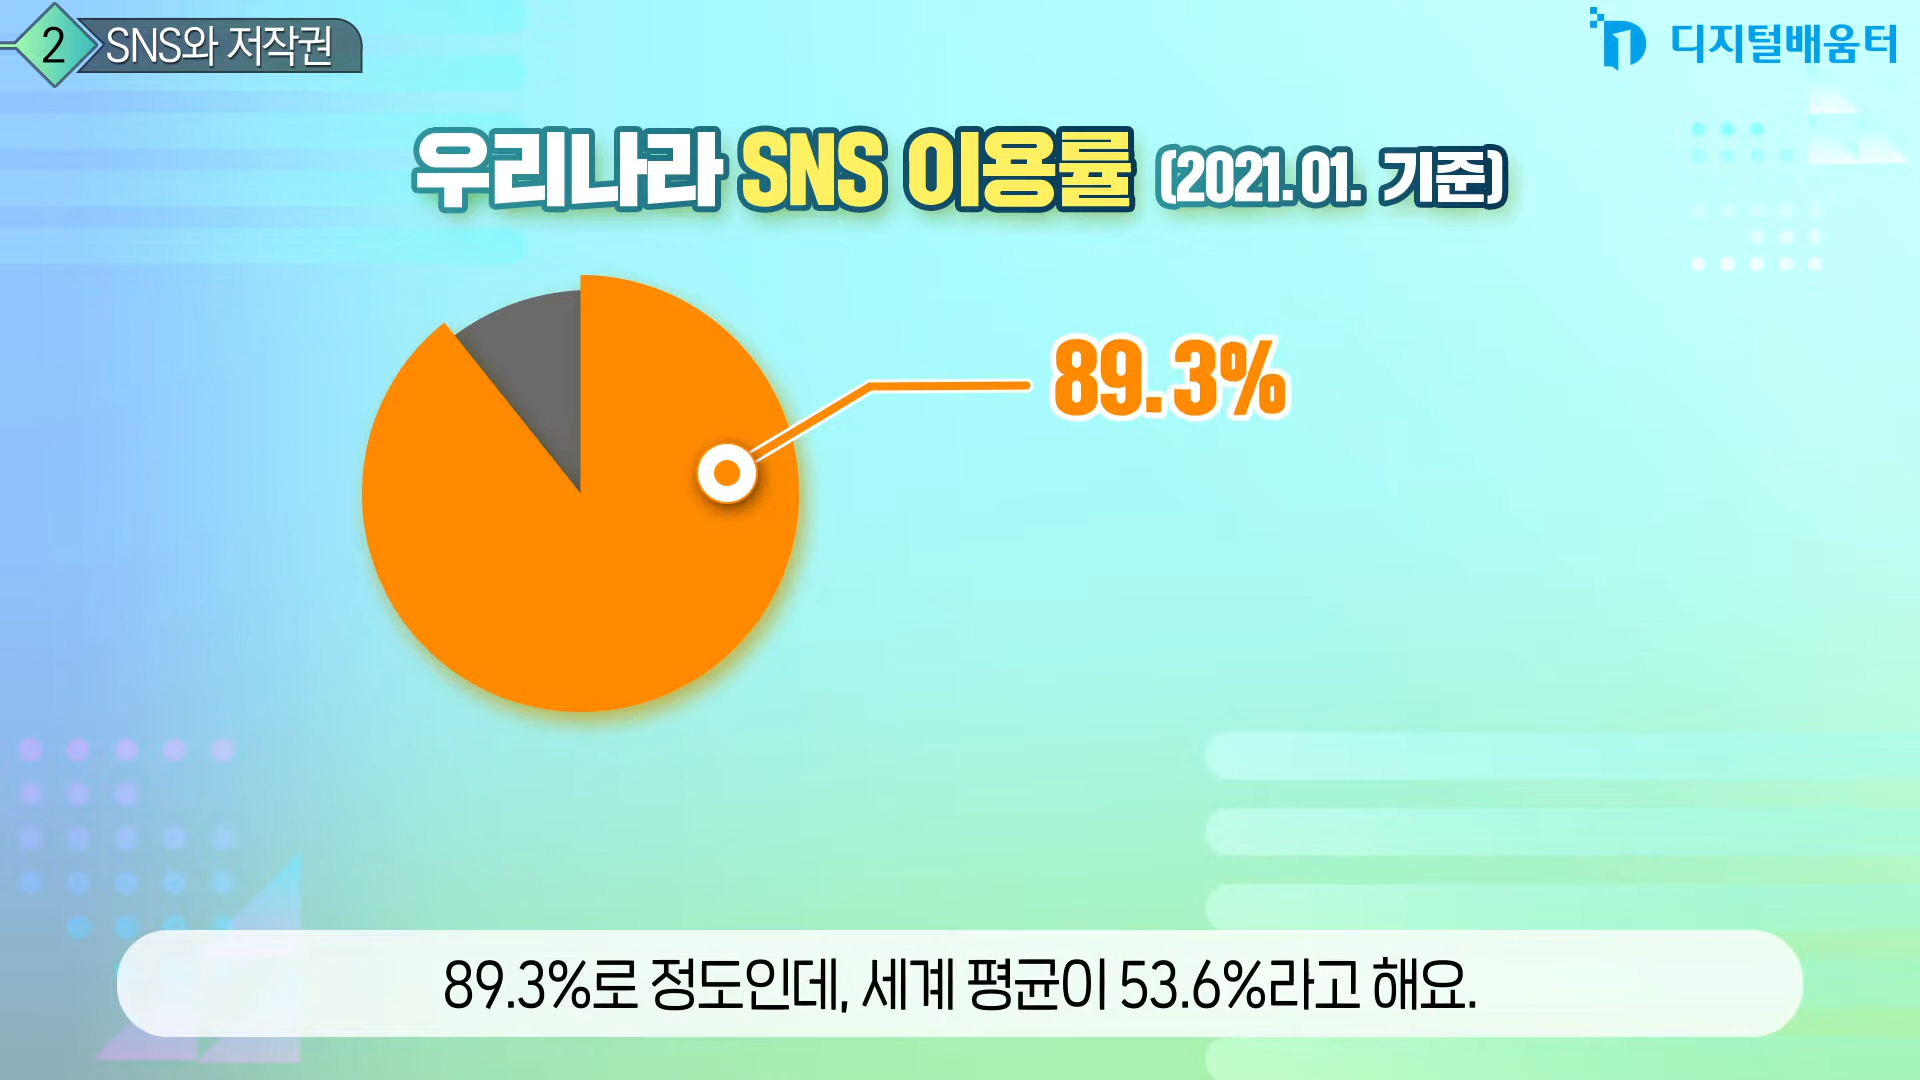 2 SNS와 저작권
디지털배움터
우리나라 SNS 이용률 (2021.01. 기준)
89.3%
89.3%로 정도인데, 세계 평균이 53.6%라고 해요.